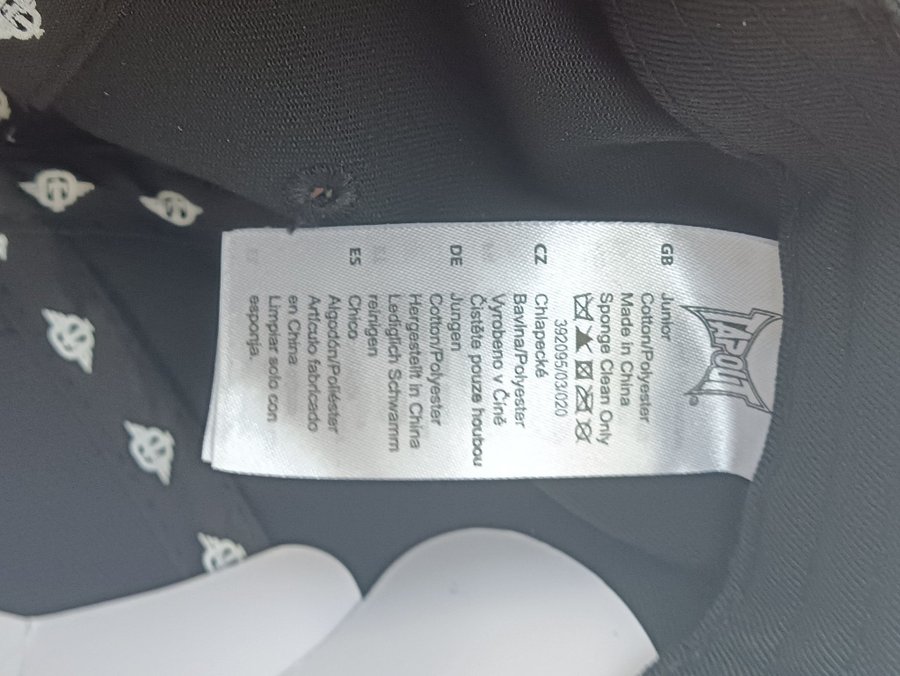 TAPOUT
GB Junior
Cotton/Polyester
Made in China
Sponge Clean Only
392095/03/020
CZ Chlapecké
Bavlna/Polyester
Vyrobeno v Číně
Čistěte pouze houbou
DE Jungen
Cotton/Polyester
Hergestellt in China
Lediglich Schwamm
reinigen
ES Chico
Algodón/Poliéster
Artículo fabricado
en China.
Limpiar solo con
esponja.